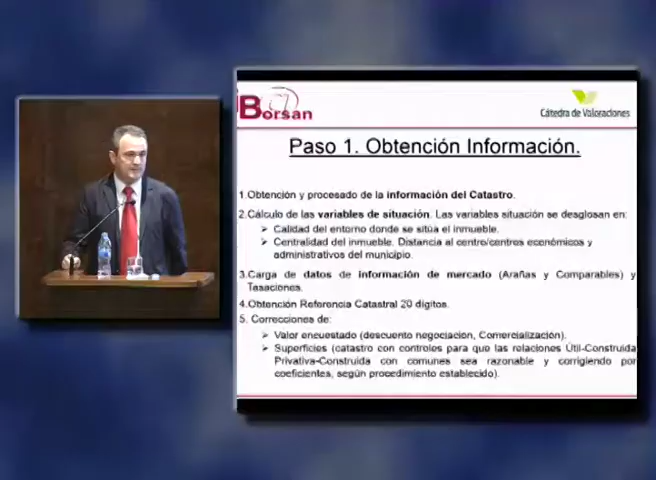 Borsan
Cátedra de Valoraciones
Paso 1. Obtención Información.
1.Obtención y procesado de la información del Catastro.
2.Cálculo de las variables de situación. Las variables situación se desglosan en:
➢ Calidad del entorno donde se sitúa el inmueble.
➢ Centralidad del inmueble. Distancia al centro/centros económicos y
administrativos del municipio.
3.Carga de datos de información de mercado (Arañas y Comparables) y
Tasaciones.
4.Obtención Referencia Catastral 20 dígitos.
5. Correcciones de:
➢ Valor encuestado (descuento negociación, Comercialización).
➢ Superficies (catastro con controles para que las relaciones Útil-Construida
Privativa-Construida con comunes sea razonable y corrigiendo por
coeficientes, según procedimiento establecido).